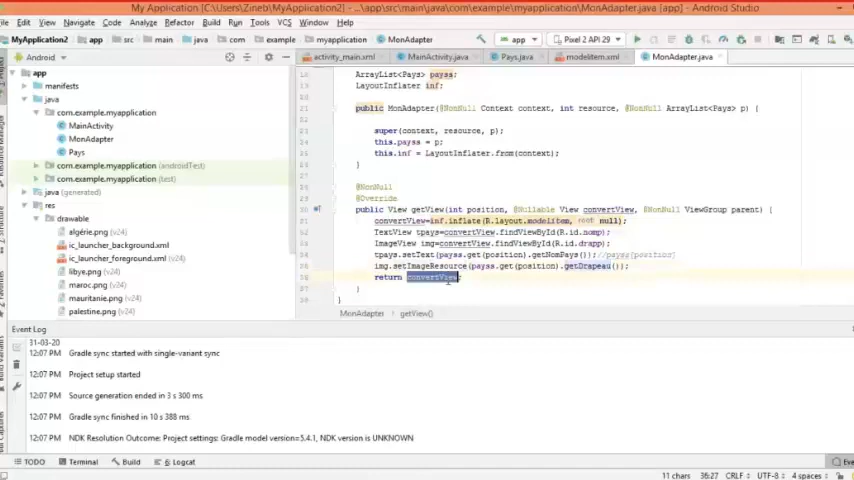 My Application [C:\Users\Zineb\MyApplication2] - ...\app\src\main\java\com\example\myapplication\MonAdapter.java [app] - Android Studio
File Edit View Navigate Code Analyze Refactor Build Run Tools VCS Window Help
MyApplication2 app src main java com example myapplication MonAdapter app Pixel 2 API 29
Android activity_main.xml MainActivity.java Pays.java modelitem.xml MonAdapter.java
app
manifests
java
com.example.myapplication
MainActivity
MonAdapter
Pays
com.example.myapplication (androidTest)
com.example.myapplication (test)
java (generated)
res
drawable
algérie.png (v24)
ic_launcher_background.xml
ic_launcher_foreground.xml (v24)
libye.png (v24)
maroc.png (v24)
mauritanie.png (v24)
palestine.png (v24)
ArrayList<Pays> payss;
LayoutInflater inf;
public MonAdapter(@NonNull Context context, int resource, @NonNull ArrayList<Pays> p) {
super(context, resource, p);
this.payss = p;
this.inf = LayoutInflater.from(context);
}
@NonNull
@Override
public View getView(int position, @Nullable View convertView, @NonNull ViewGroup parent) {
convertView=inf.inflate(R.layout.modelitem, root: null);
TextView tpays=convertView.findViewById(R.id.nomp);
ImageView img=convertView.findViewById(R.id.drapp);
tpays.setText(payss.get(position).getNomPays());//payss[position]
img.setImageResource(payss.get(position).getDrapeau());
return convertView;
}
}
MonAdapter getView()
Event Log
31-03-20
12:07 PM Gradle sync started with single-variant sync
12:07 PM Project setup started
12:07 PM Source generation ended in 3 s 300 ms
12:07 PM Gradle sync finished in 10 s 388 ms
12:07 PM NDK Resolution Outcome: Project settings: Gradle model version=5.4.1, NDK version is UNKNOWN
TODO Terminal Build 6: Logcat
11 chars 36:27 CRLF UTF-8 4 spaces